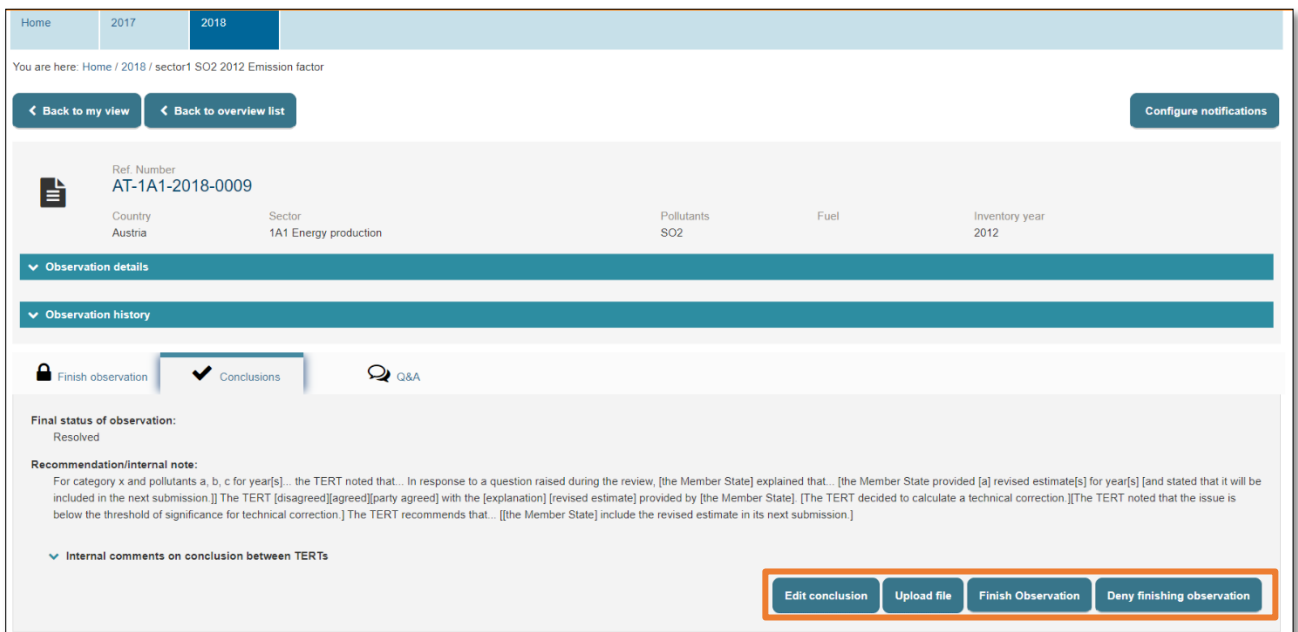 Home 2017 2018
You are here: Home / 2018 / sector1 SO2 2012 Emission factor
Back to my view Back to overview list Configure notifications
Ref. Number
AT-1A1-2018-0009
Country Sector Pollutants Fuel Inventory year
Austria 1A1 Energy production SO2 2012
Observation details
Observation history
Finish observation Conclusions Q&A
Final status of observation:
Resolved
Recommendation/internal note:
For category x and pollutants a, b, c for year[s]... the TERT noted that... In response to a question raised during the review, [the Member State] explained that... [the Member State provided [a] revised estimate[s] for year[s] [and stated that it will be
included in the next submission.]] The TERT [disagreed][agreed][party agreed] with the [explanation] [revised estimate] provided by [the Member State]. [The TERT decided to calculate a technical correction.][The TERT noted that the issue is
below the threshold of significance for technical correction.] The TERT recommends that... [[the Member State] include the revised estimate in its next submission.]
Internal comments on conclusion between TERTs
Edit conclusion Upload file Finish Observation Deny finishing observation